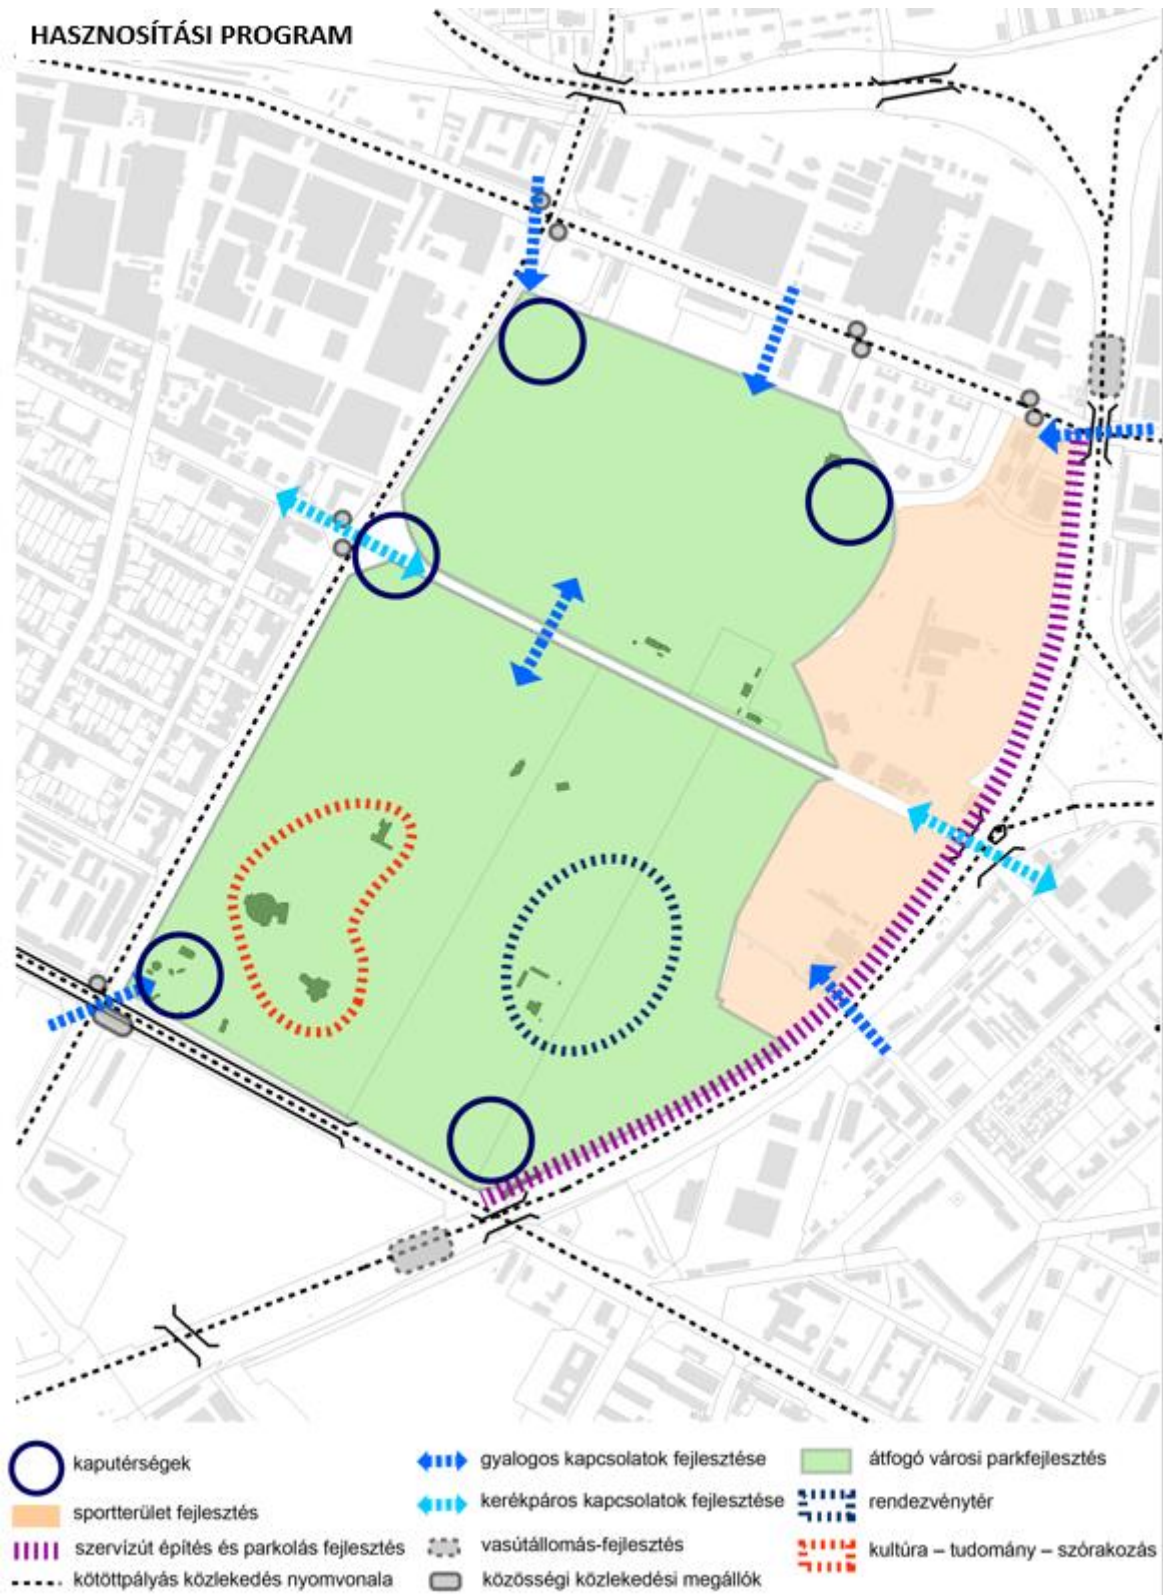 HASZNOSÍTÁSI PROGRAM
kaputérségek
sportterület fejlesztés
szervízút építés és parkolás fejlesztés
kötöttpályás közlekedés nyomvonala
gyalogos kapcsolatok fejlesztése
kerékpáros kapcsolatok fejlesztése
vasútállomás-fejlesztés
közösségi közlekedési megállók
átfogó városi parkfejlesztés
rendezvénytér
kultúra – tudomány – szórakozás